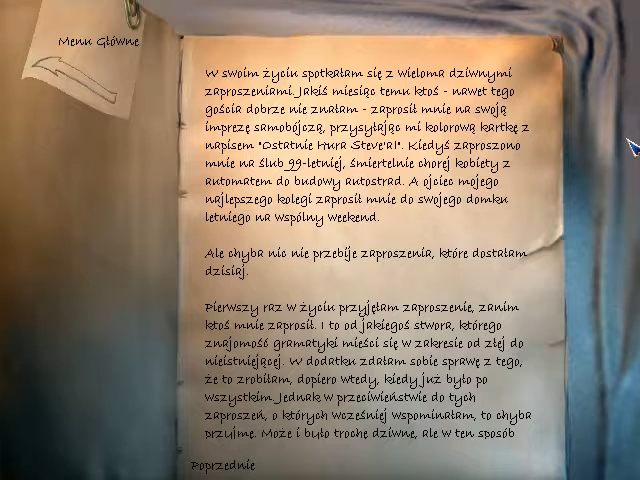 Menu Główne
W swoim życiu spotkałam się z wieloma dziwnymi
zaproszeniami. Jakiś miesiąc temu ktoś - nawet tego
gościa dobrze nie znałam - zaprosił mnie na swoją
imprezę samobójczą, przysyłając mi kolorową kartkę z
napisem "Ostatnie Hura Steve'a!". Kiedyś zaproszono
mnie na ślub 99-letniej, śmiertelnie chorej kobiety z
automatem do budowy autostrad. A ojciec mojego
najlepszego kolegi zaprosił mnie do swojego domku
letniego na wspólny weekend.
Ale chyba nic nie przebije zaproszenia, które dostałam
dzisiaj.
Pierwszy raz w życiu przyjęłam zaproszenie, zanim
ktoś mnie zaprosił. I to od jakiegoś stwora, którego
znajomość gramatyki mieści się w zakresie od złej do
nieistniejącej. W dodatku zdałam sobie sprawę z tego,
że to zrobiłam, dopiero wtedy, kiedy już było po
wszystkim. Jednak w przeciwieństwie do tych
zaproszeń, o których wcześniej wspominałam, to chyba
przyjmę. Może i było trochę dziwne, ale w ten sposób
Poprzednie